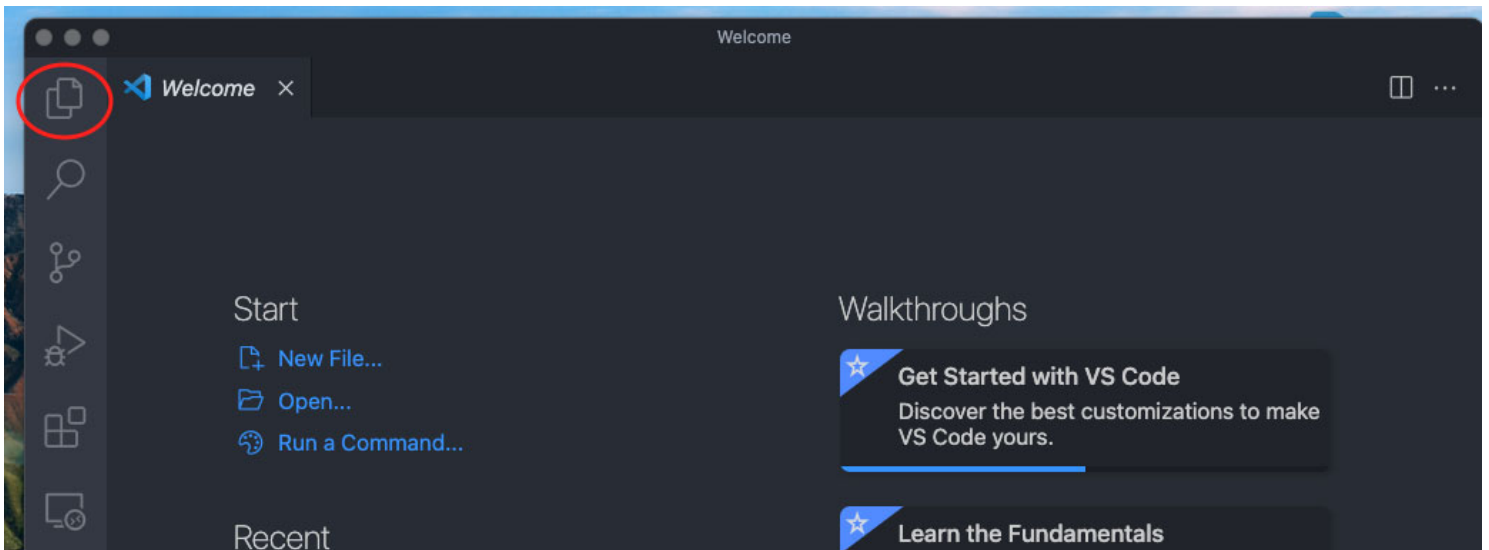 Welcome
Welcome
Start
New File...
Open...
Run a Command...
Recent
Walkthroughs
Get Started with VS Code
Discover the best customizations to make
VS Code yours.
Learn the Fundamentals